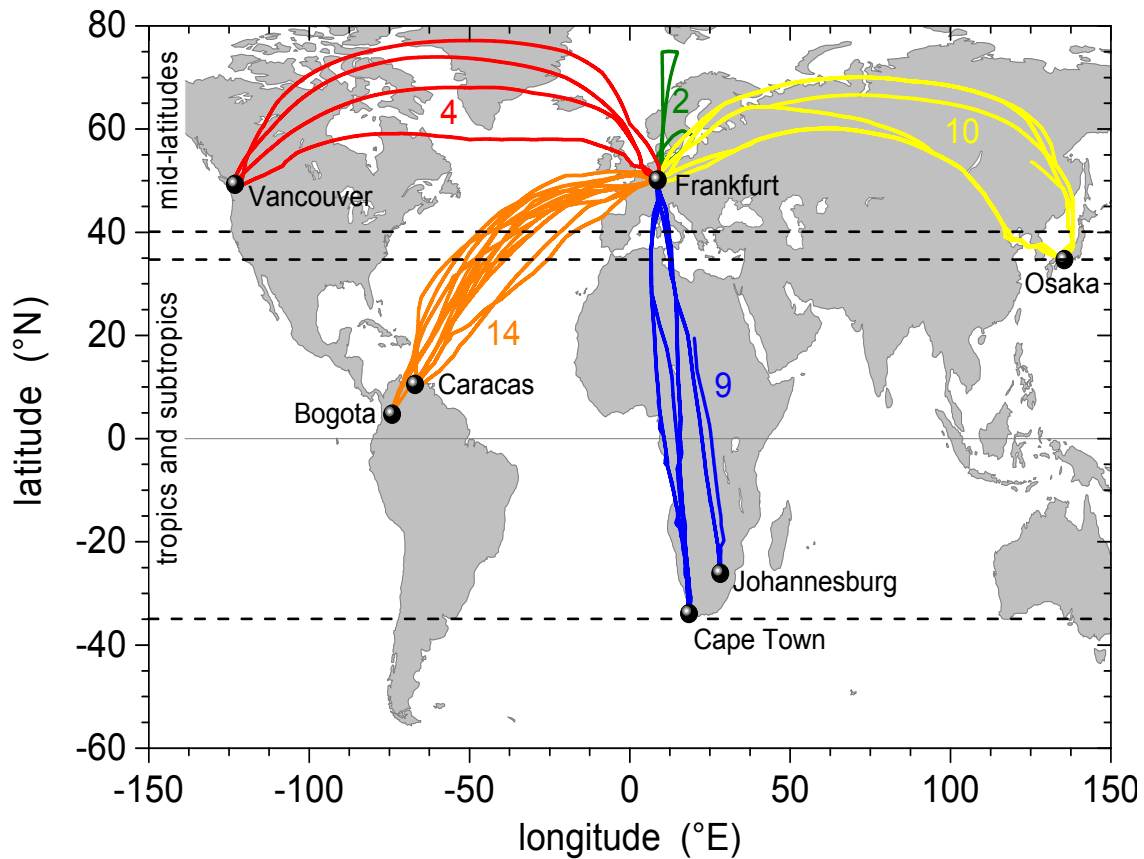 80
60
40
20
0
-20
-40
-60
latitude (°N)
mid-latitudes
tropics and subtropics
4
2
10
Vancouver
Frankfurt
Osaka
14
Caracas
Bogota
9
Johannesburg
Cape Town
-150
-100
-50
0
50
100
150
longitude (°E)